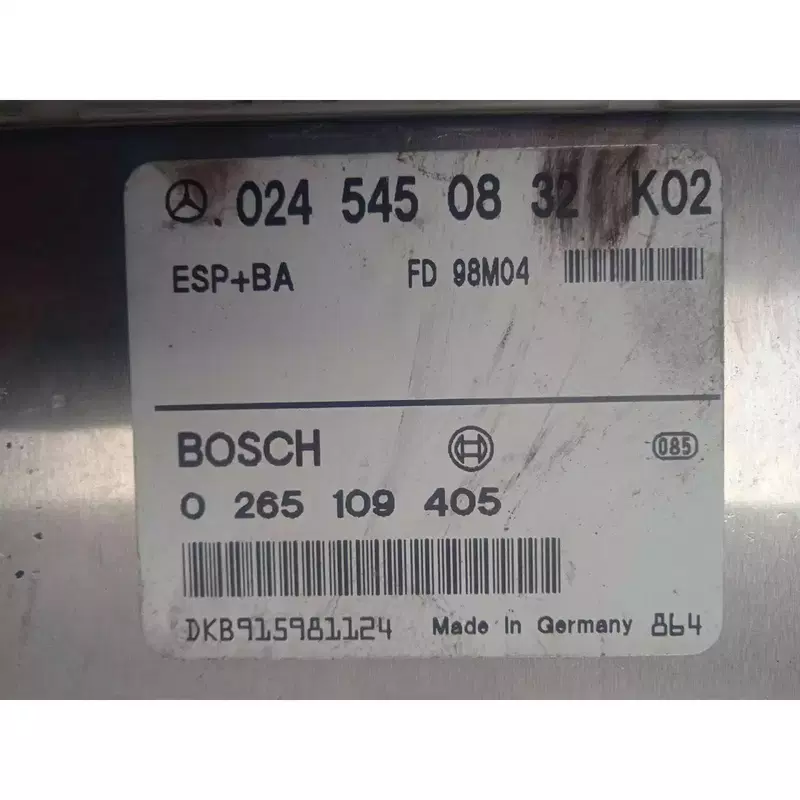 024 545 08 32 K02
ESP+BA FD 98M04
BOSCH 085
0 265 109 405
DKB915981124 Made In Germany 864